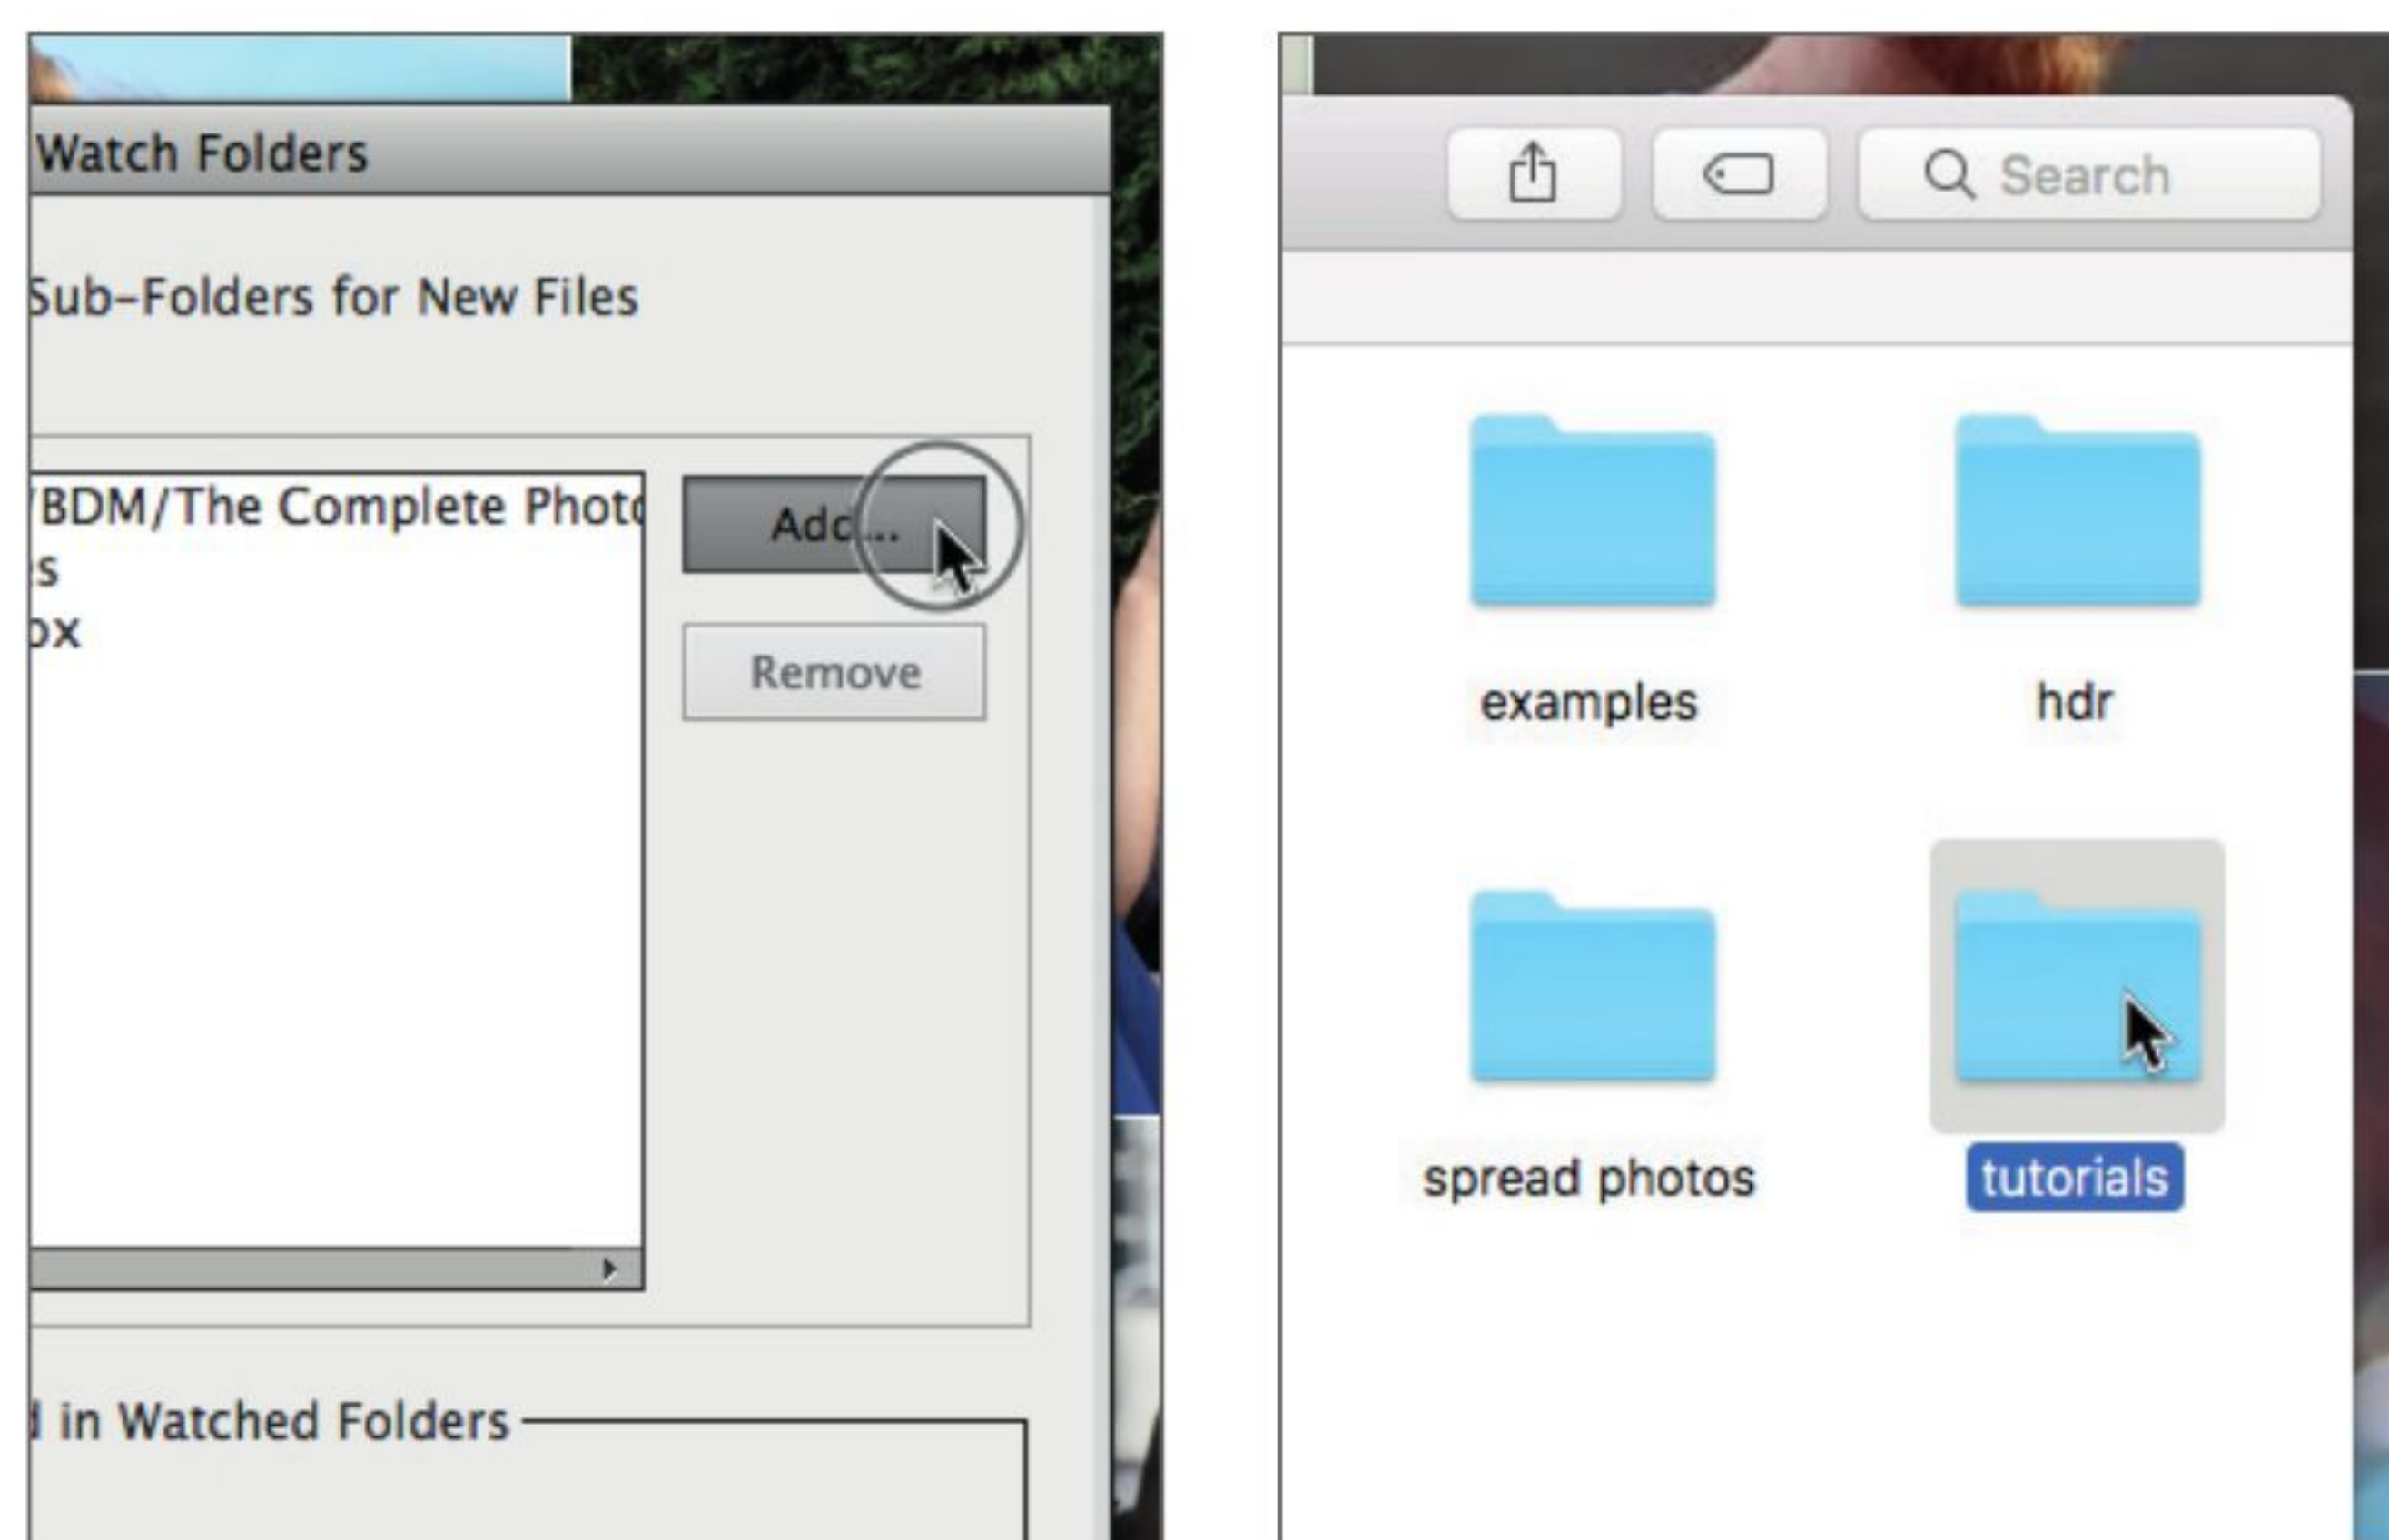 Watch Folders
Sub-Folders for New Files
/BDM/The Complete Photo
s
ox
Add...
Remove
in Watched Folders
Search
examples
hdr
spread photos
tutorials